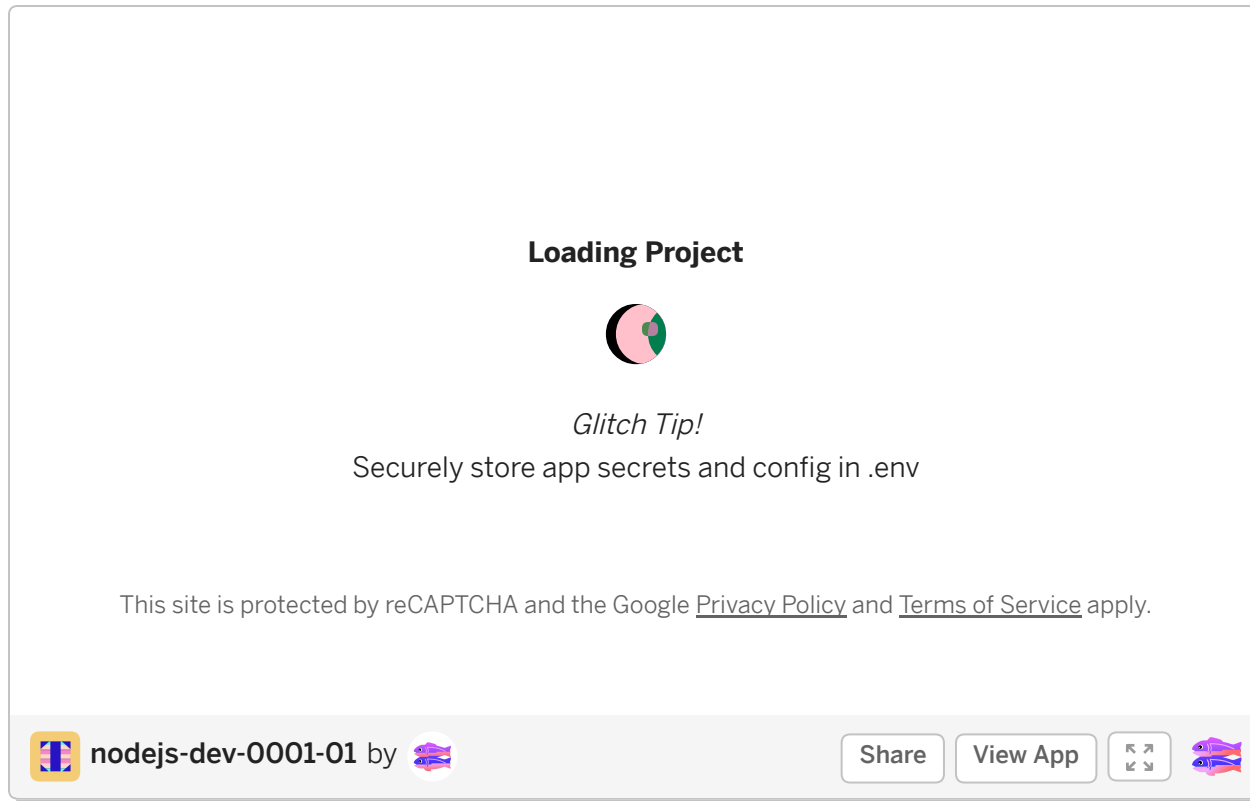 Loading Project
Glitch Tip!
Securely store app secrets and config in .env
This site is protected by reCAPTCHA and the Google Privacy Policy and Terms of Service apply.
nodejs-dev-0001-01 by
Share
View App